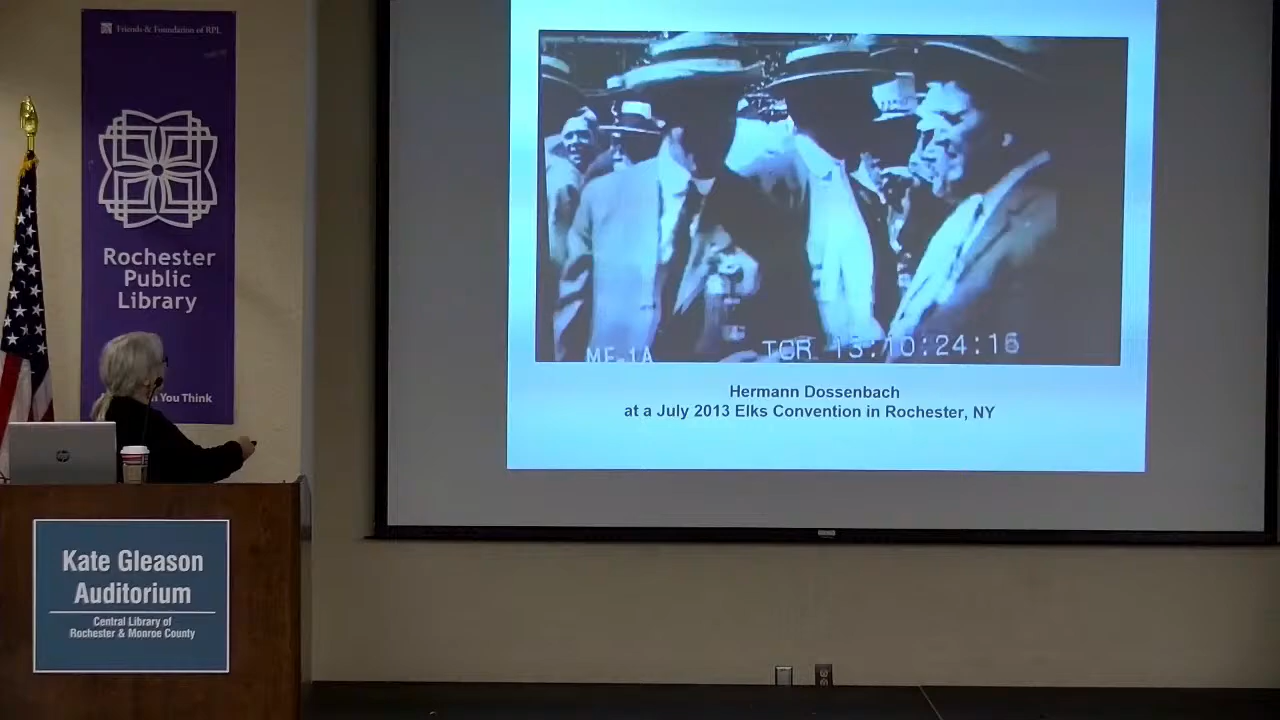 Friends & Foundation of RPL
Rochester
Public
Library
You Think
ME-1A
TCR 13:10:24:16
Hermann Dossenbach
at a July 2013 Elks Convention in Rochester, NY
hp
Kate Gleason
Auditorium
Central Library of
Rochester & Monroe County